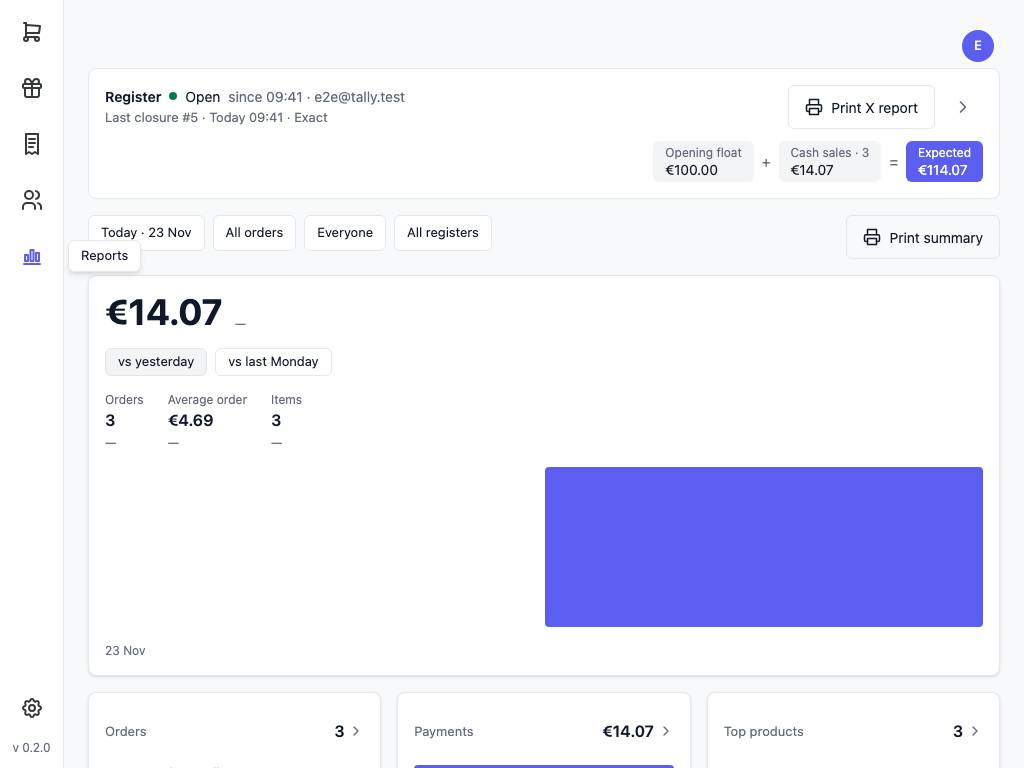 E
Register Open since 09:41 · e2e@tally.test
Last closure #5 · Today 09:41 · Exact
Print X report
Opening float
€100.00
+
Cash sales · 3
€14.07
=
Expected
€114.07
Today · 23 Nov
All orders
Everyone
All registers
Print summary
Reports
€14.07 —
vs yesterday
vs last Monday
Orders
3
—
Average order
€4.69
—
Items
3
—
23 Nov
Orders 3
Payments €14.07
Top products 3
v 0.2.0